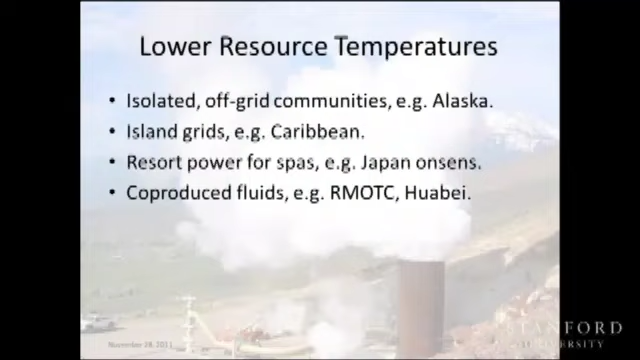 Lower Resource Temperatures
• Isolated, off-grid communities, e.g. Alaska.
• Island grids, e.g. Caribbean.
• Resort power for spas, e.g. Japan onsens.
• Coproduced fluids, e.g. RMOTC, Huabei.
November 28, 2011
STANFORD
UNIVERSITY